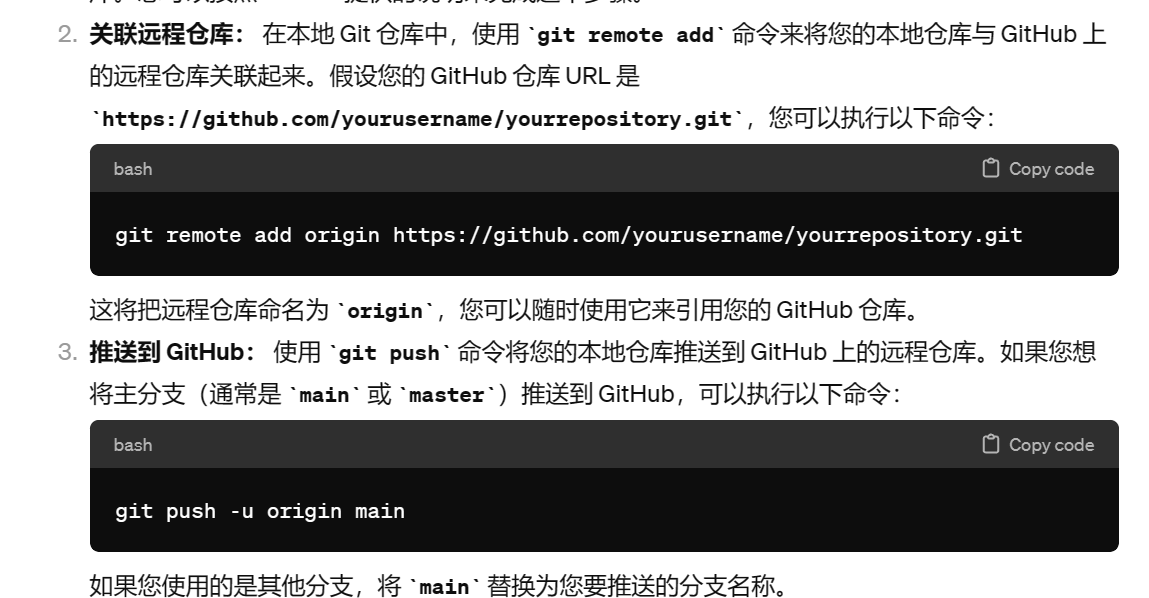 2. 关联远程仓库： 在本地 Git 仓库中，使用 `git remote add` 命令来将您的本地仓库与 GitHub 上
的远程仓库关联起来。假设您的 GitHub 仓库 URL 是
`https://github.com/yourusername/yourrepository.git`，您可以执行以下命令：
bash Copy code
git remote add origin https://github.com/yourusername/yourrepository.git
这将把远程仓库命名为 `origin`，您可以随时使用它来引用您的 GitHub 仓库。
3. 推送到 GitHub： 使用 `git push` 命令将您的本地仓库推送到 GitHub 上的远程仓库。如果您想
将主分支（通常是 `main` 或 `master`）推送到 GitHub，可以执行以下命令：
bash Copy code
git push -u origin main
如果您使用的是其他分支，将 `main` 替换为您要推送的分支名称。